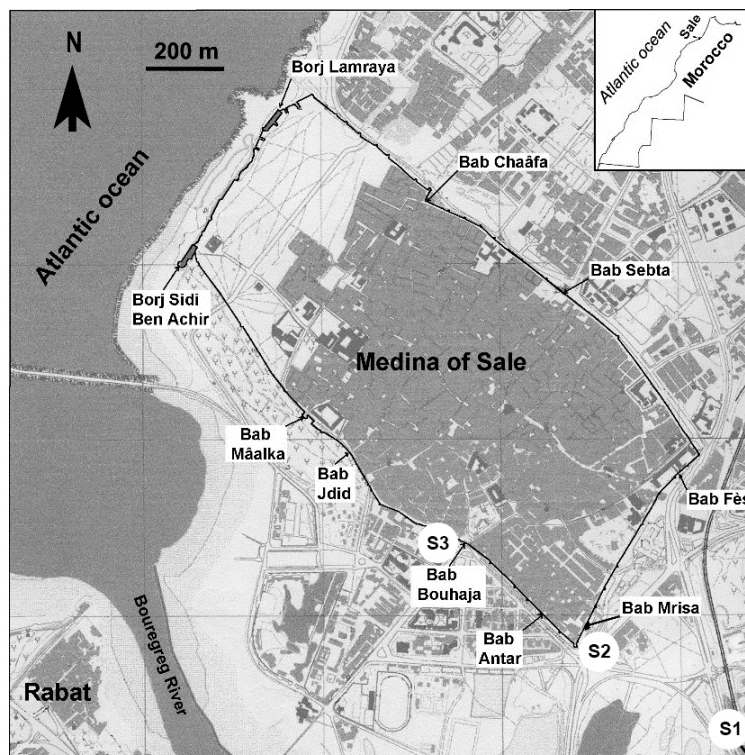 N
200 m
Borj Lamraya
Atlantic ocean
Sale
Morocco
Bab Chaâfa
Atlantic ocean
Bab Sebta
Borj Sidi
Ben Achir
Medina of Sale
Bab
Mâalka
Bab
Jdid
Bab Fès
S3
Bab
Bouhaja
Bab Mrisa
Bab
Antar
S2
Bouregreg River
Rabat
S1